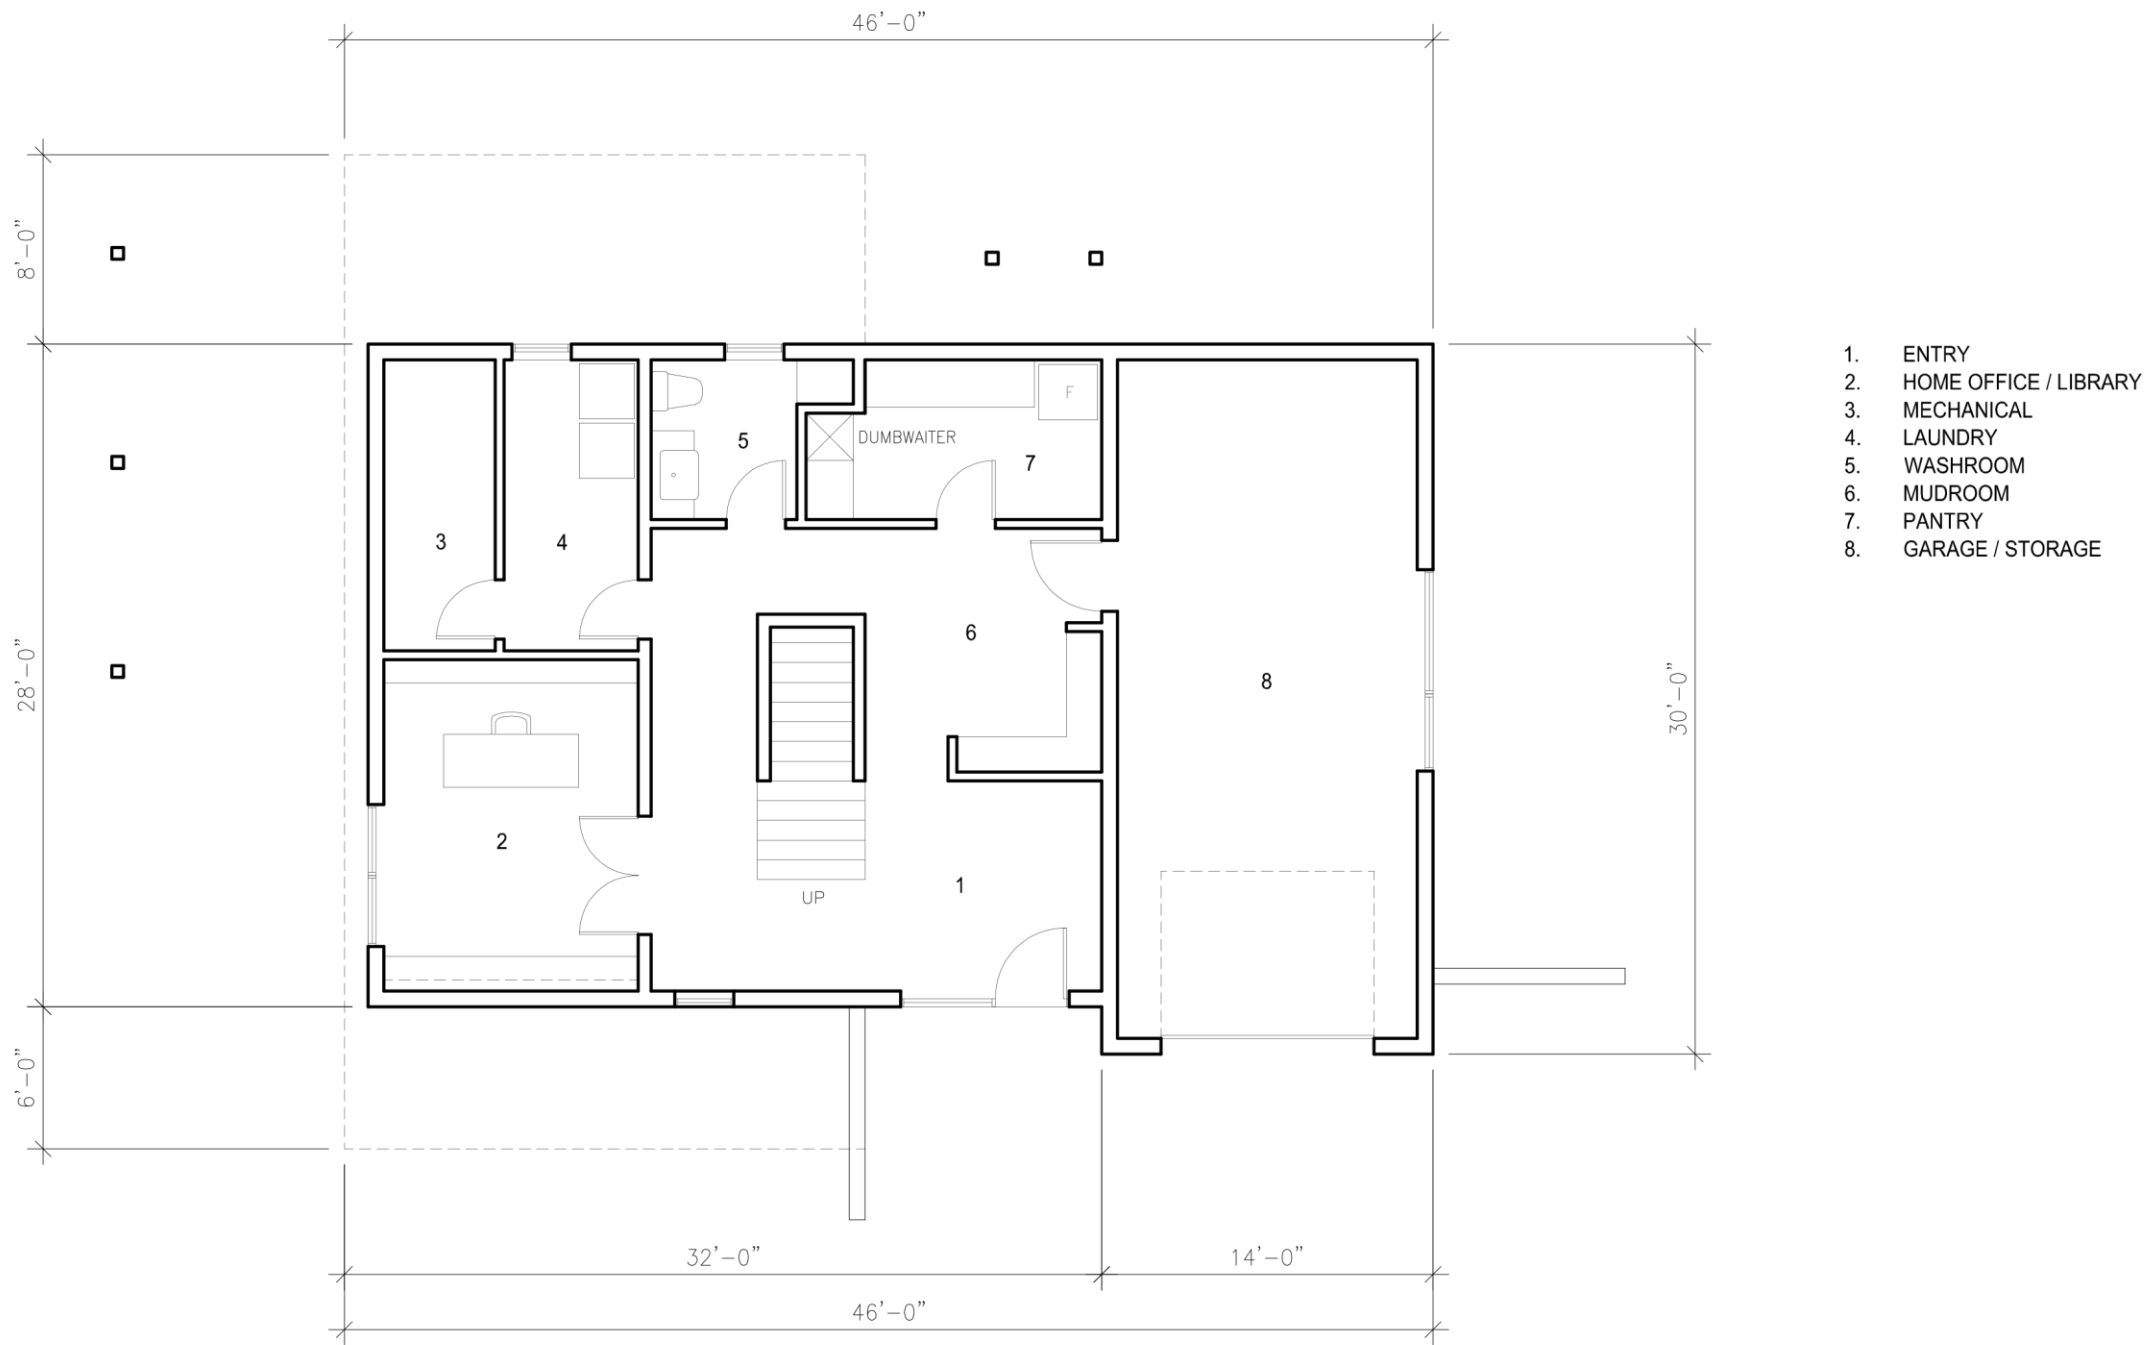 46'-0"
8'-0"
1. ENTRY
2. HOME OFFICE / LIBRARY
3. MECHANICAL
4. LAUNDRY
5. WASHROOM
6. MUDROOM
7. PANTRY
8. GARAGE / STORAGE
F
5
DUMBWAITER
7
3
4
6
28'-0"
8
30'-0"
2
1
UP
6'-0"
32'-0"
14'-0"
46'-0"